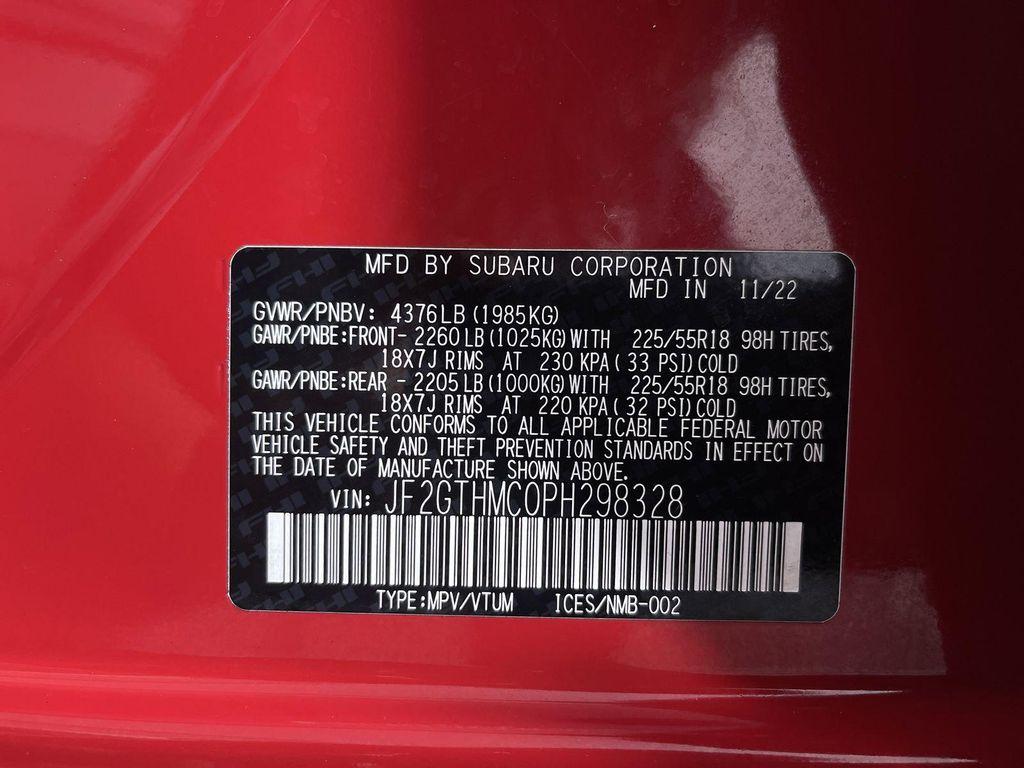 MFD BY SUBARU CORPORATION
MFD IN 11/22
GVWR/PNBV: 4376LB (1985KG)
GAWR/PNBE:FRONT- 2260 LB (1025KG) WITH 225/55R18 98H TIRES,
18X7J RIMS AT 230 KPA ( 33 PSI) COLD
GAWR/PNBE:REAR - 2205 LB (1000KG) WITH 225/55R18 98H TIRES,
18X7J RIMS AT 220 KPA ( 32 PSI) COLD
THIS VEHICLE CONFORMS TO ALL APPLICABLE FEDERAL MOTOR
VEHICLE SAFETY AND THEFT PREVENTION STANDARDS IN EFFECT ON
THE DATE OF MANUFACTURE SHOWN ABOVE.
VIN: JF2GTHMC0PH298328
TYPE:MPV/VTUM ICES/NMB-002